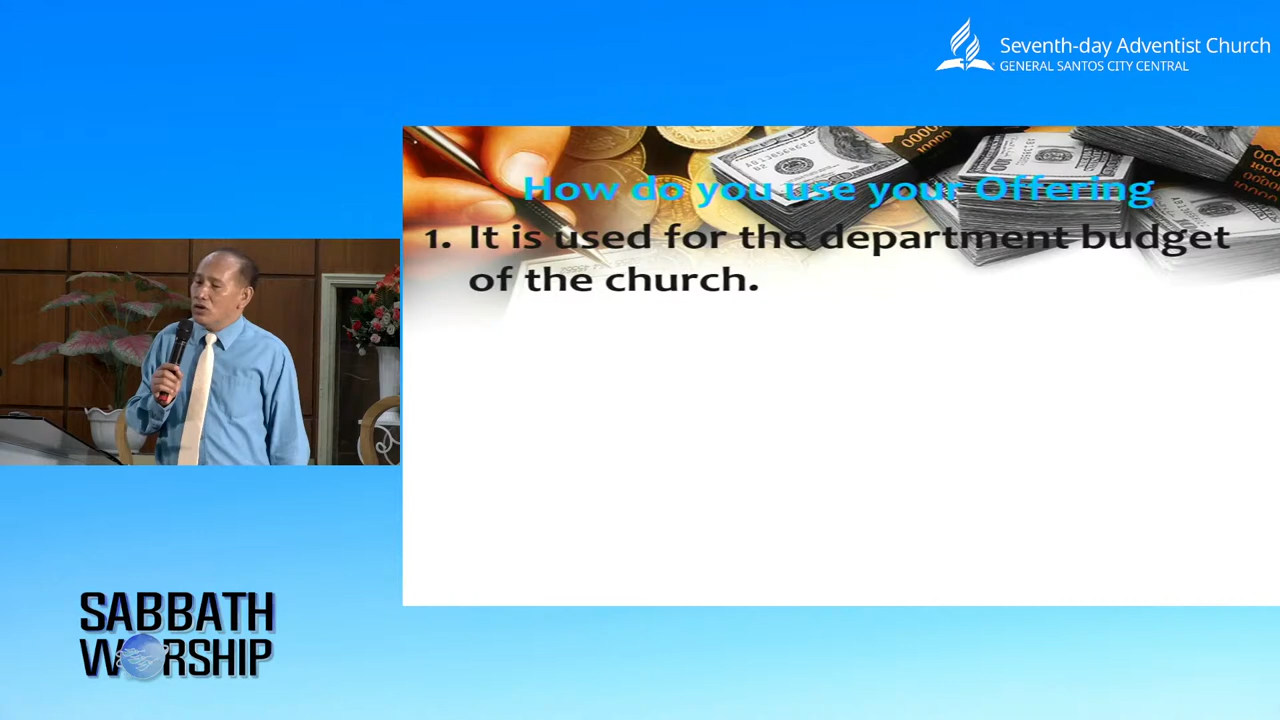 Seventh-day Adventist Church
GENERAL SANTOS CITY CENTRAL
How do you use your Offering
1. It is used for the department budget
of the church.
SABBATH
WORSHIP